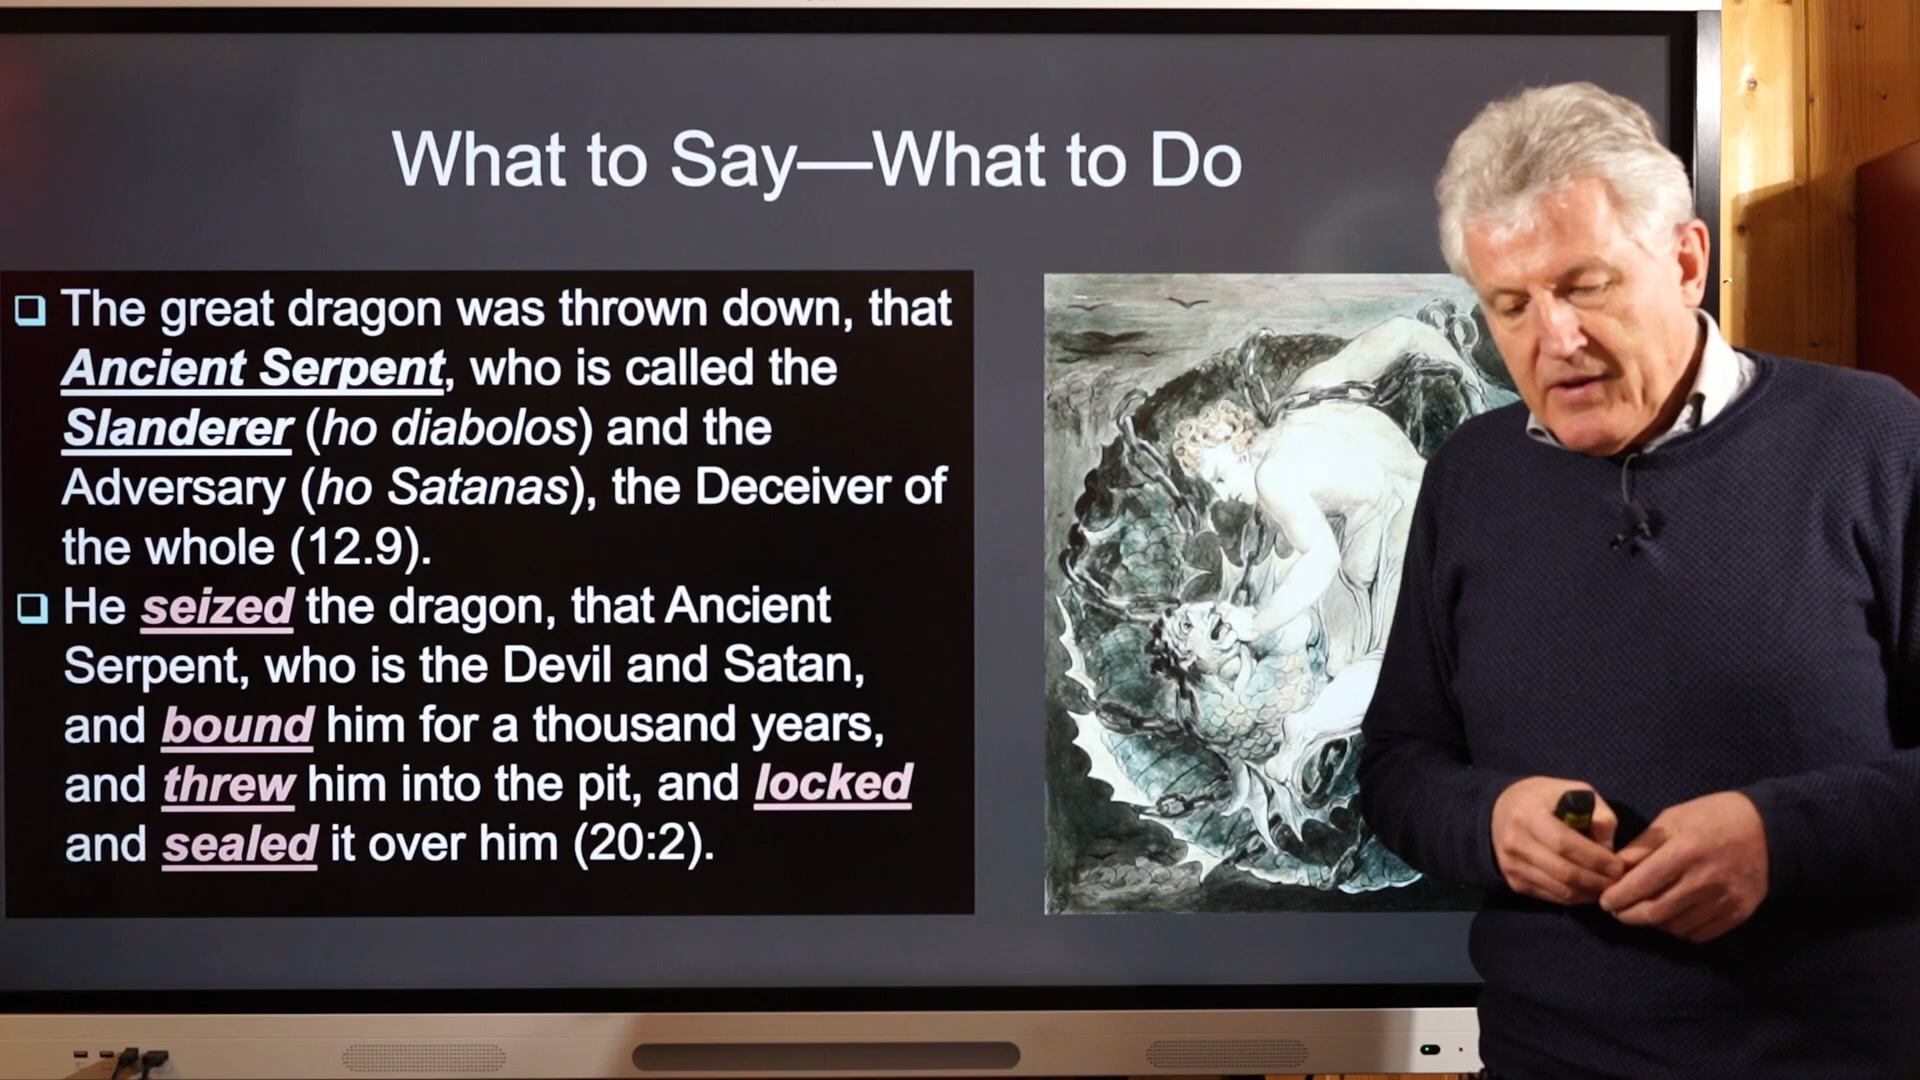 What to Say—What to Do
❑ The great dragon was thrown down, that
Ancient Serpent, who is called the
Slanderer (ho diabolos) and the
Adversary (ho Satanas), the Deceiver of
the whole (12.9).
❑ He seized the dragon, that Ancient
Serpent, who is the Devil and Satan,
and bound him for a thousand years,
and threw him into the pit, and locked
and sealed it over him (20:2).